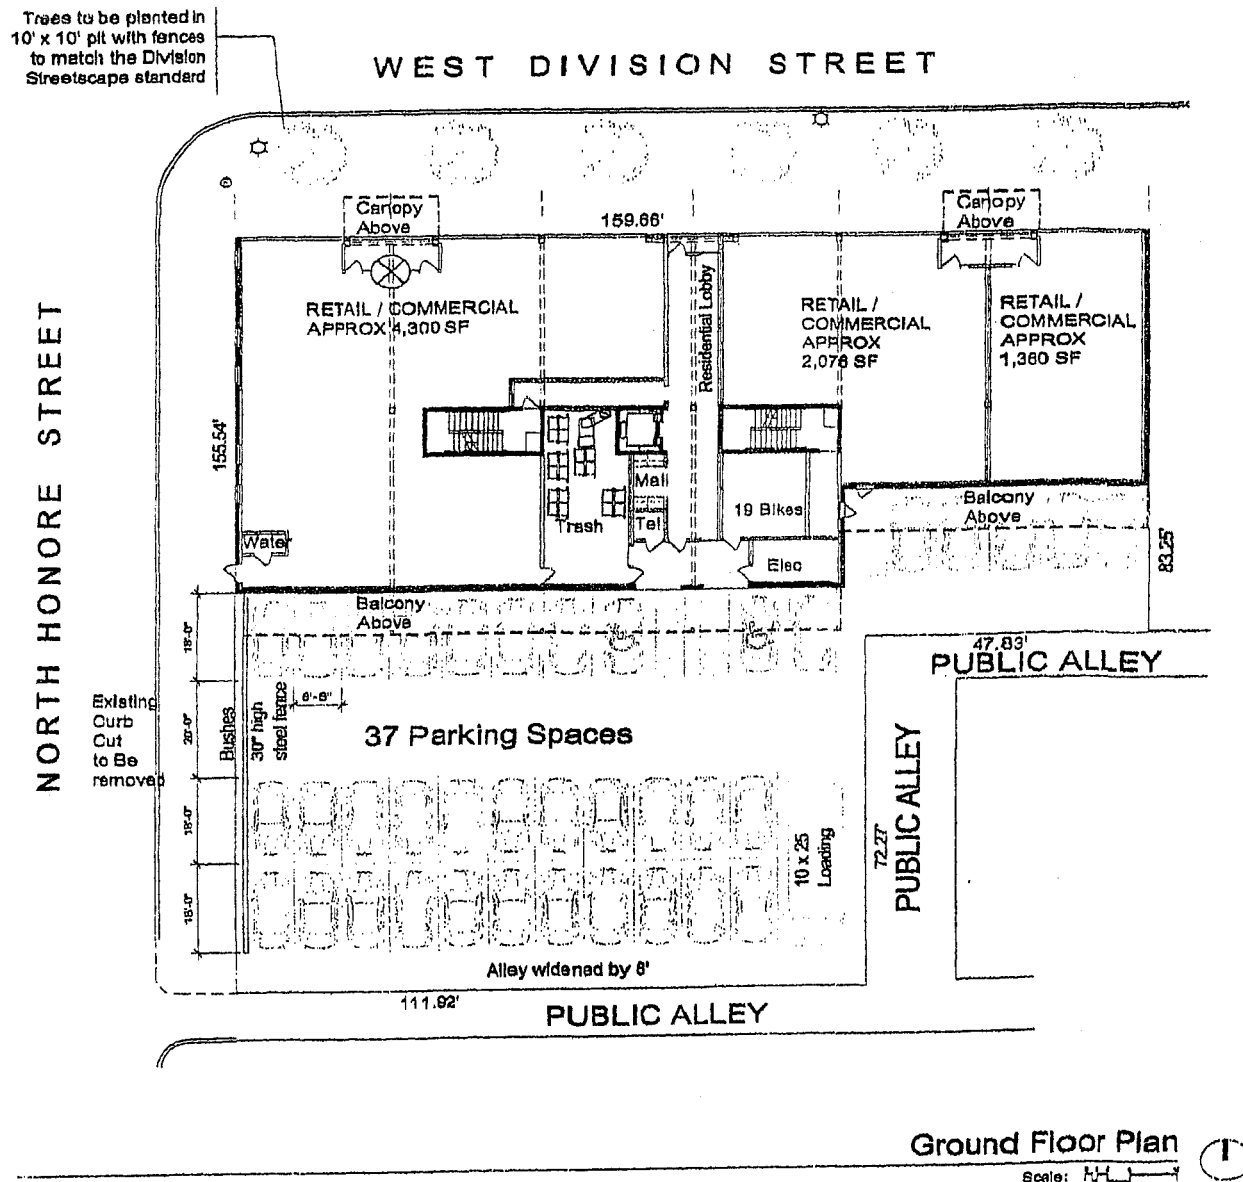 Trees to be planted in
10' x 10' pit with fences
to match the Division
Streetscape standard
WEST DIVISION STREET
Canopy
Above
159.66'
Canopy
Above
RETAIL / COMMERCIAL
APPROX 4,300 SF
Residential Lobby
RETAIL /
COMMERCIAL
APPROX
2,076 SF
RETAIL /
COMMERCIAL
APPROX
1,360 SF
NORTH HONORE STREET
155.54'
Mail
Tel
Trash
19 Bikes
Elec
Water
Balcony
Above
83.25'
Balcony
Above
18'-0"
47.83'
PUBLIC ALLEY
Existing
Curb
Cut
to Be
removed
20'-0"
Bushes
30" high
steel fence
8'-6"
37 Parking Spaces
18'-0"
18'-0"
10 x 25
Loading
72.27'
PUBLIC ALLEY
Alley widened by 8'
111.92'
PUBLIC ALLEY
Ground Floor Plan
Scale: